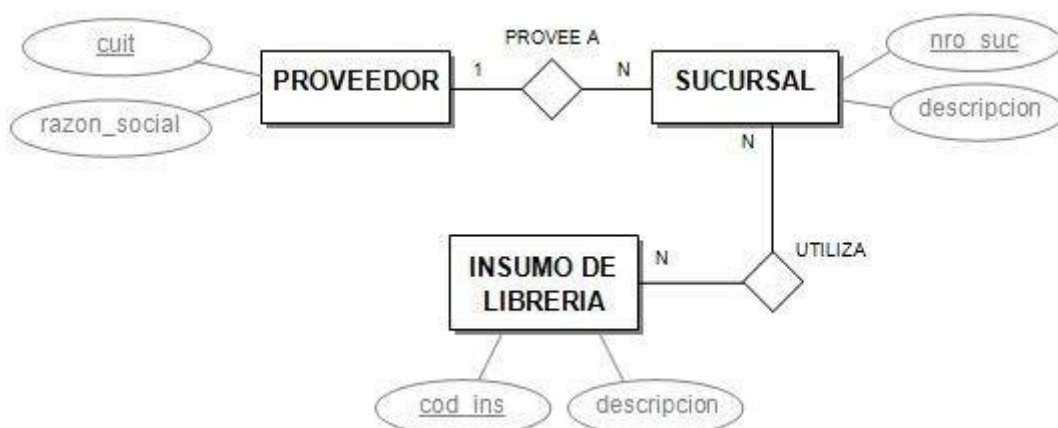 cuit
razon_social
PROVEEDOR
1
PROVEE A
N
SUCURSAL
nro_suc
descripcion
N
UTILIZA
N
INSUMO DE
LIBRERIA
cod_ins
descripcion